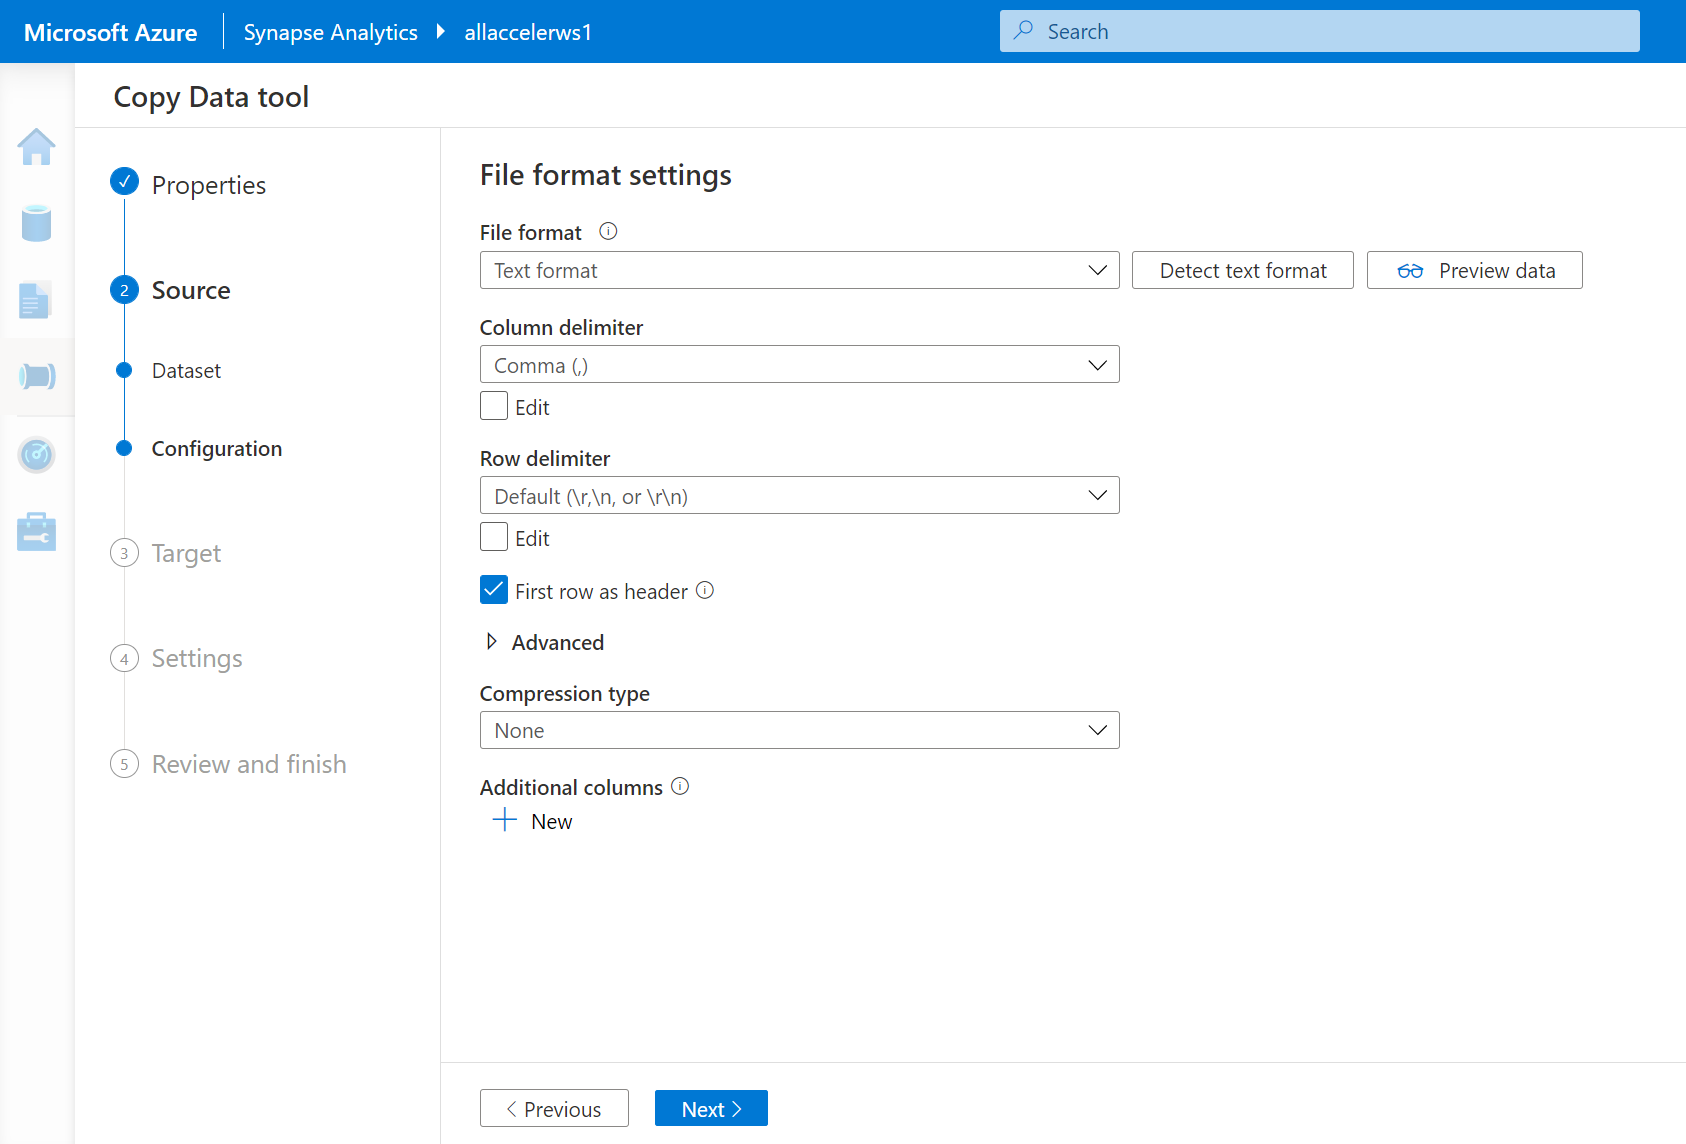 Microsoft Azure
Synapse Analytics
allaccelerws1
Search
Copy Data tool
Properties
2
Source
Dataset
Configuration
3
Target
4
Settings
5
Review and finish
File format settings
File format
Text format
Detect text format
Preview data
Column delimiter
Comma (,)
Edit
Row delimiter
Default (\r,\n, or \r\n)
Edit
First row as header
Advanced
Compression type
None
Additional columns
New
Previous
Next